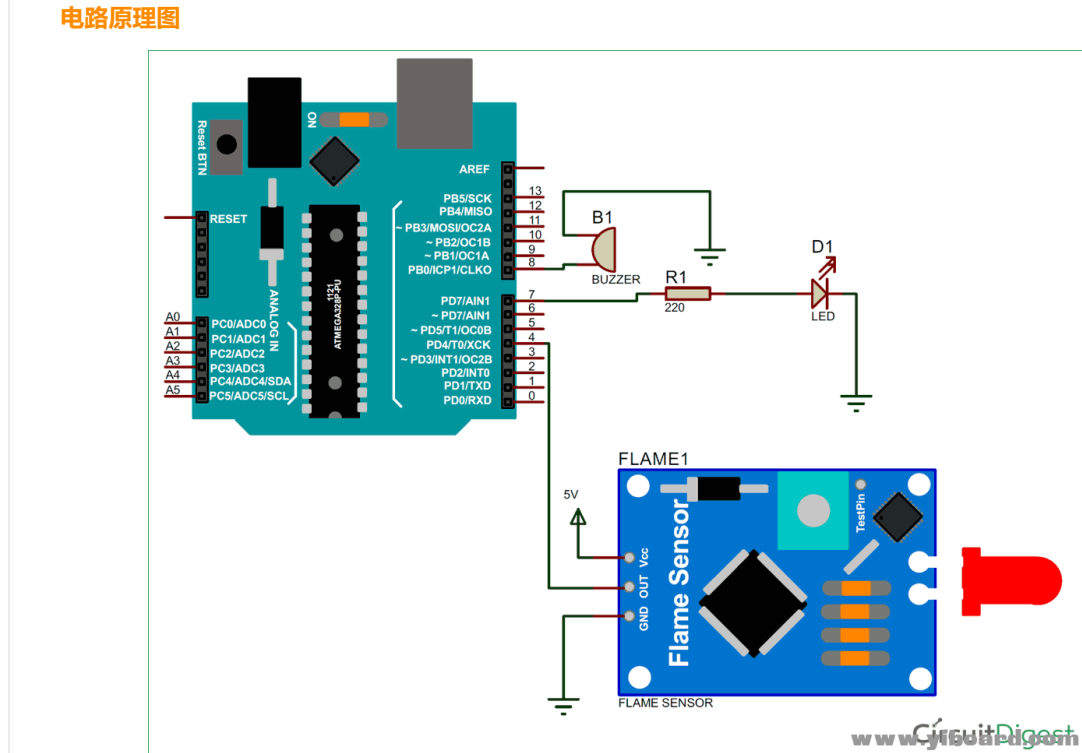 电路原理图
Reset BTN
ON
AREF
PB5/SCK
PB4/MISO
~ PB3/MOSI/OC2A
~ PB2/OC1B
~ PB1/OC1A
PB0/ICP1/CLKO
13
12
11
10
9
8
RESET
B1
BUZZER
D1
LED
R1
220
1121
ATMEGA328P-PU
ANALOG IN
PD7/AIN1
~ PD7/AIN1
~ PD5/T1/OC0B
PD4/T0/XCK
~ PD3/INT1/OC2B
PD2/INT0
PD1/TXD
PD0/RXD
7
6
5
4
3
2
1
0
A0
A1
A2
A3
A4
A5
PC0/ADC0
PC1/ADC1
PC2/ADC2
PC3/ADC3
PC4/ADC4/SDA
PC5/ADC5/SCL
FLAME1
5V
Vcc
OUT
GND
Flame Sensor
TestPin
FLAME SENSOR
CircuitDigest
www.yiboard.com